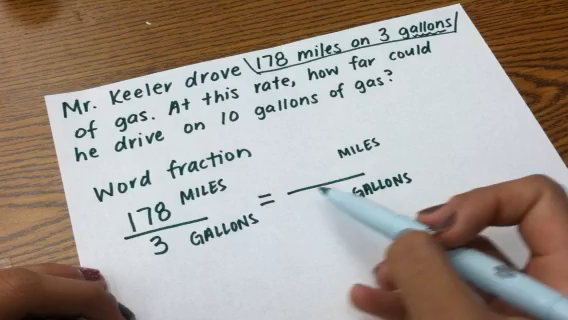 Mr. Keeler drove 178 miles on 3 gallons
of gas. At this rate, how far could
he drive on 10 gallons of gas?
Word fraction
178 MILES
3 GALLONS
=
MILES
GALLONS